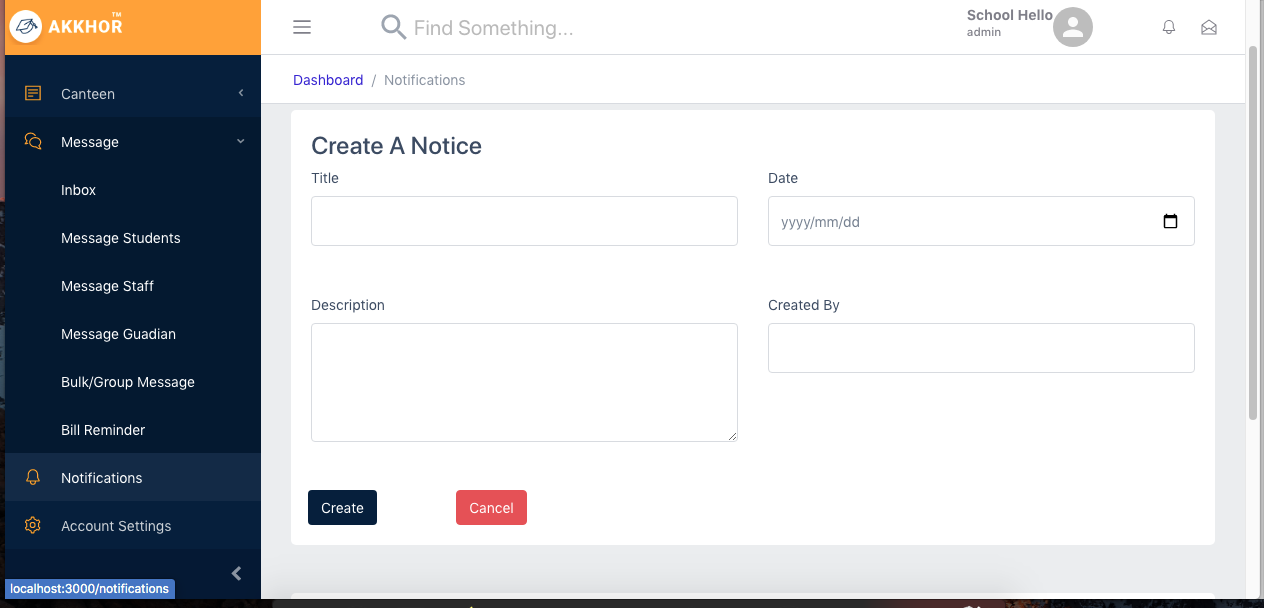 AKKHOR™
Find Something...
School Hello
admin
Canteen
Message
Inbox
Message Students
Message Staff
Message Guadian
Bulk/Group Message
Bill Reminder
Notifications
Account Settings
localhost:3000/notifications
Dashboard / Notifications
Create A Notice
Title
Date
yyyy/mm/dd
Description
Created By
Create
Cancel